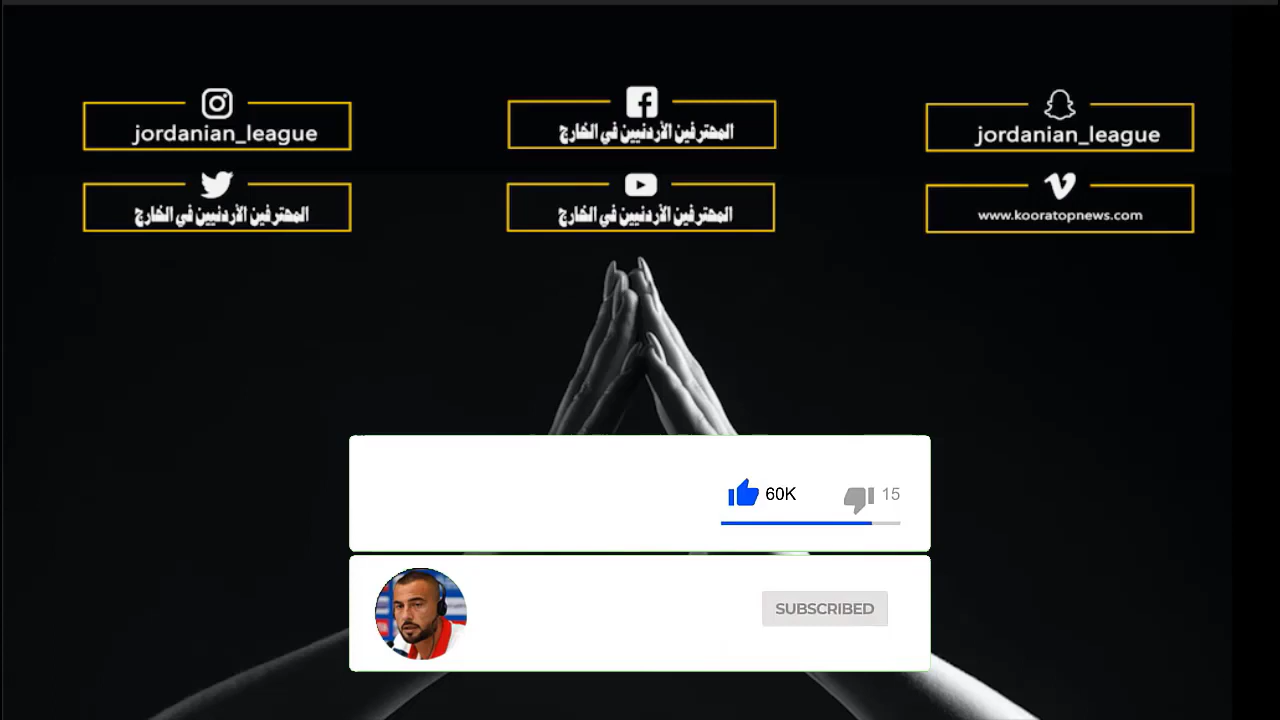 jordanian_league
المحترفين الأردنيين في الخارج
jordanian_league
المحترفين الأردنيين في الخارج
المحترفين الأردنيين في الخارج
www.kooratopnews.com
60K
15
SUBSCRIBED